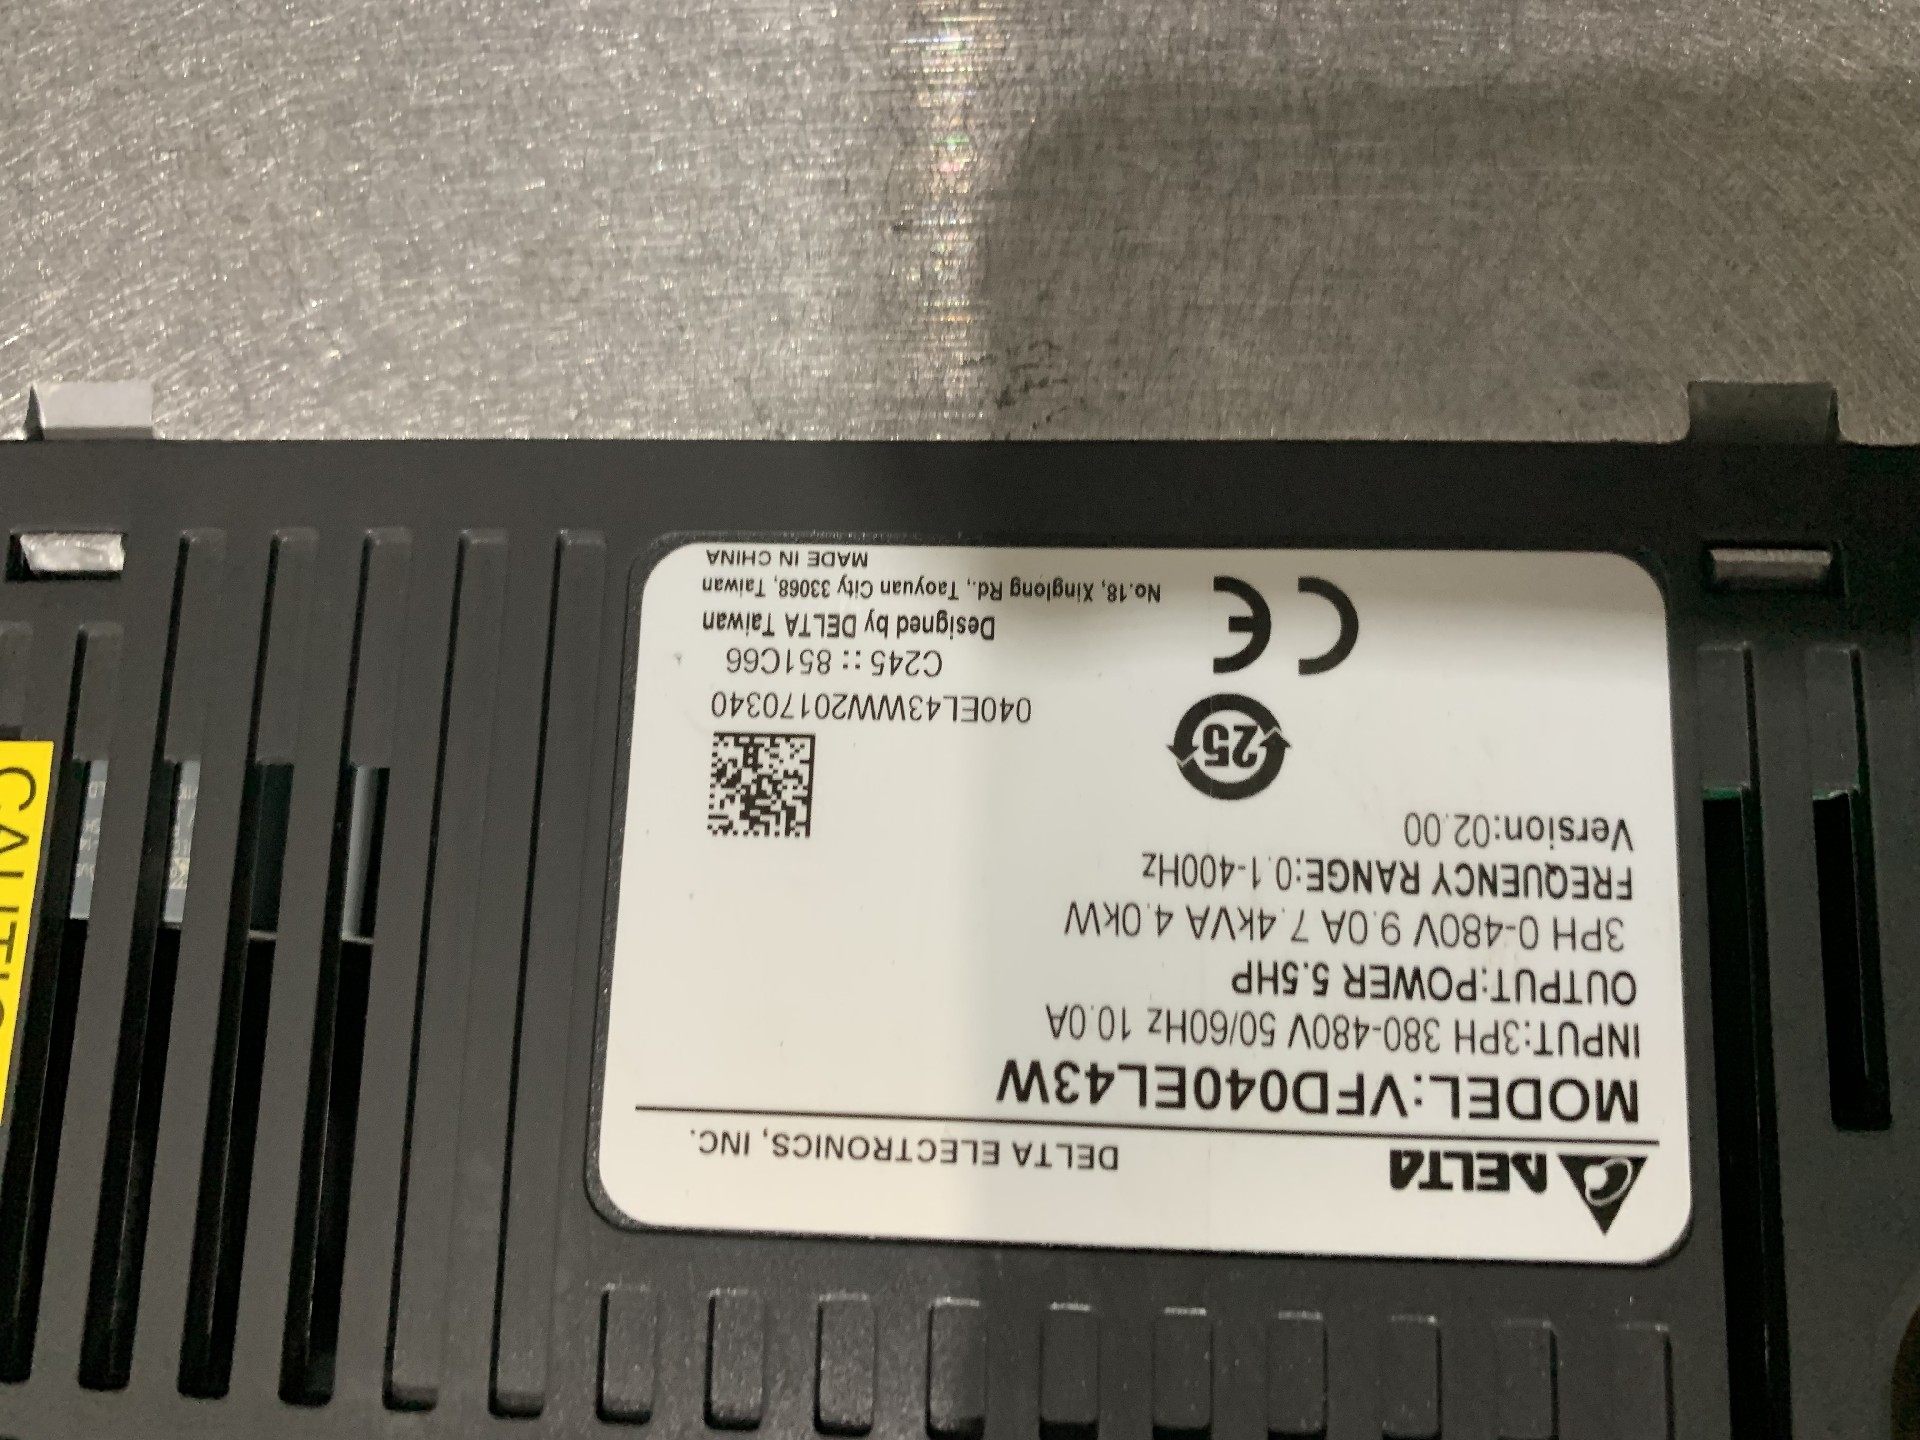 DELTA
DELTA ELECTRONICS, INC.
MODEL:VFD040EL43W
INPUT:3PH 380-480V 50/60Hz 10.0A
OUTPUT:POWER 5.5HP
3PH 0-480V 9.0A 7.4kVA 4.0kW
FREQUENCY RANGE:0.1-400Hz
Version:02.00
25
CE
040EL43WW20170340
C245 :: 851C66
Designed by DELTA Taiwan
No.18, Xinglong Rd., Taoyuan City 33068, Taiwan
MADE IN CHINA